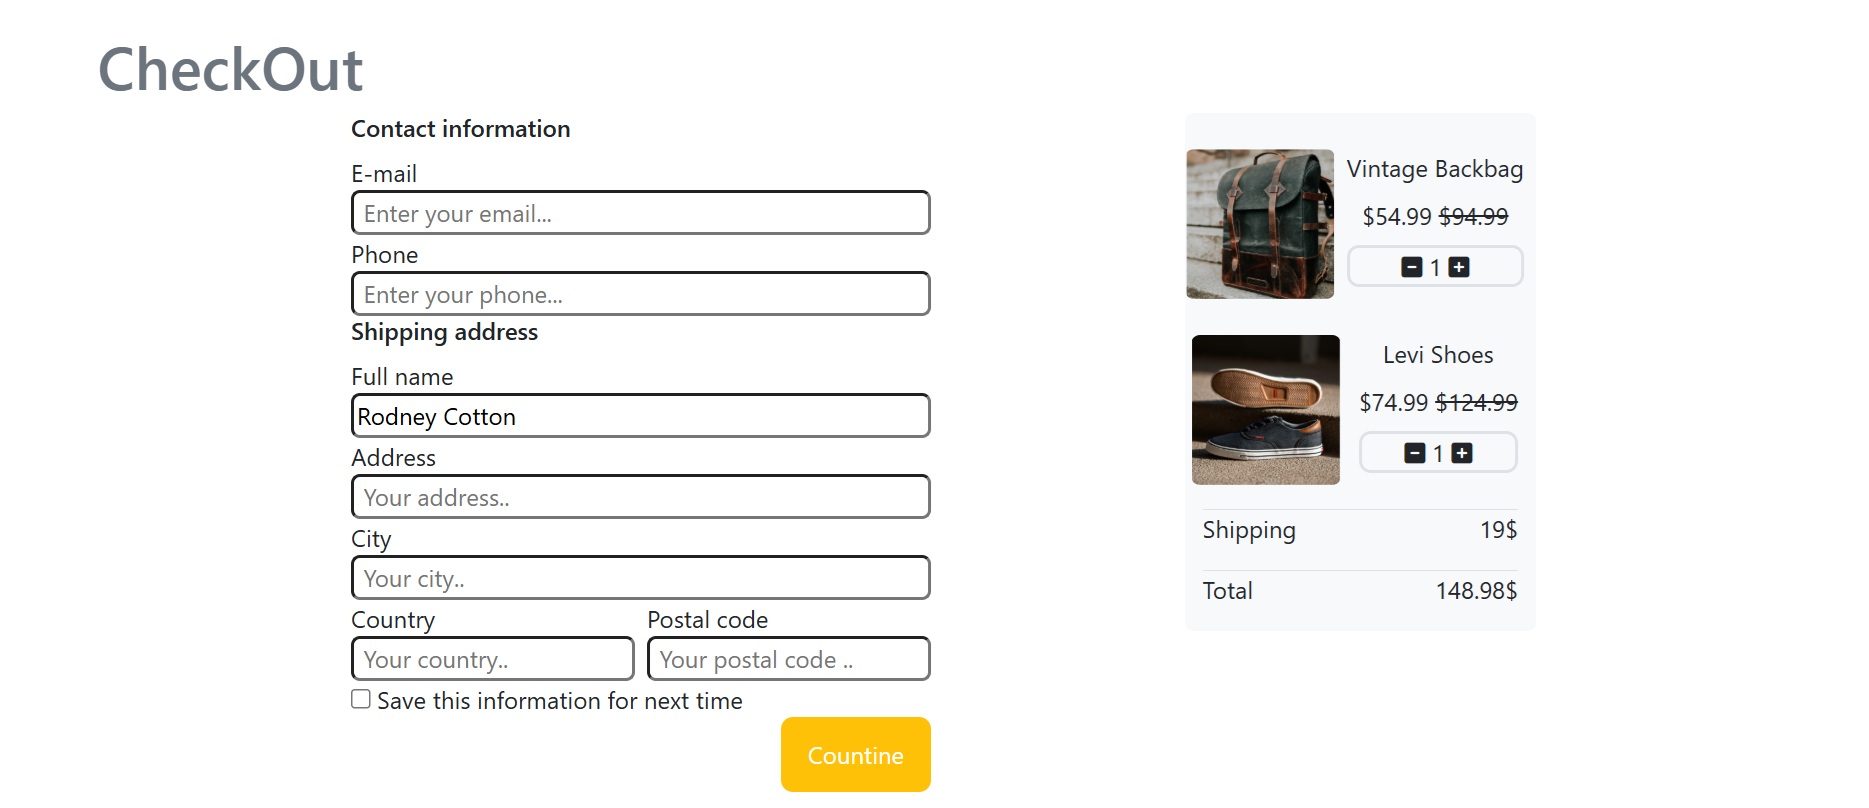 CheckOut
Contact information
E-mail
Enter your email...
Phone
Enter your phone...
Shipping address
Full name
Rodney Cotton
Address
Your address..
City
Your city..
Country Postal code
Your country.. Your postal code ..
Save this information for next time
Countine
Vintage Backbag
$54.99 $94.99
1
Levi Shoes
$74.99 $124.99
1
Shipping 19$
Total 148.98$